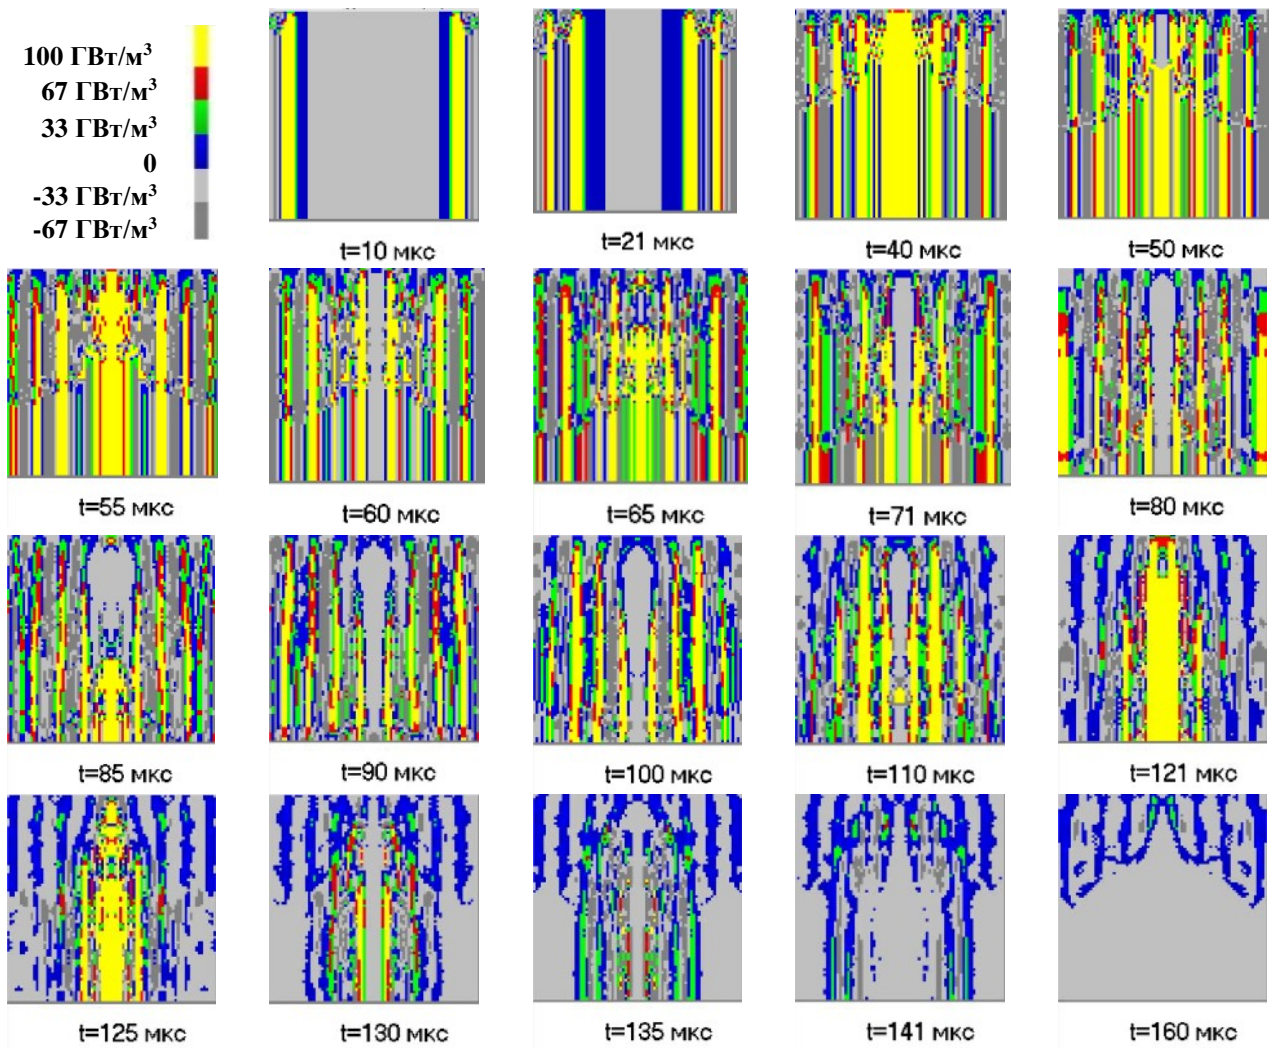 100 ГВт/м³
67 ГВт/м³
33 ГВт/м³
0
-33 ГВт/м³
-67 ГВт/м³
t=10 мкс
t=21 мкс
t=40 мкс
t=50 мкс
t=55 мкс
t=60 мкс
t=65 мкс
t=71 мкс
t=80 мкс
t=85 мкс
t=90 мкс
t=100 мкс
t=110 мкс
t=121 мкс
t=125 мкс
t=130 мкс
t=135 мкс
t=141 мкс
t=160 мкс